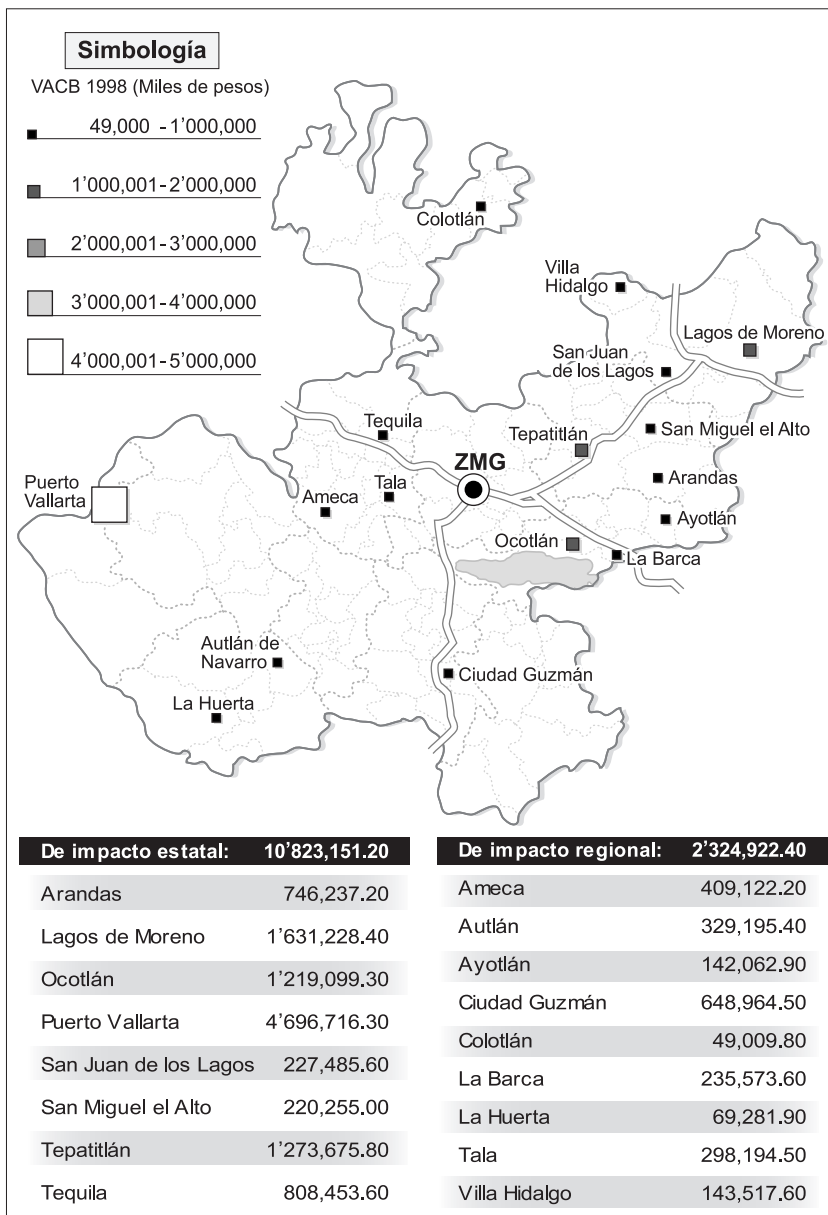 Simbología
VACB 1998 (Miles de pesos)
49,000 - 1’000,000
1’000,001 - 2’000,000
2’000,001 - 3’000,000
3’000,001 - 4’000,000
4’000,001 - 5’000,000
Colotlán
Villa
Hidalgo
Lagos de Moreno
San Juan
de los Lagos
Tequila
Tepatitlán
San Miguel el Alto
ZMG
Puerto
Vallarta
Ameca
Tala
Arandas
Ayotlán
Ocotlán
La Barca
Autlán de
Navarro
Ciudad Guzmán
La Huerta
De impacto estatal: 10’823,151.20
Arandas 746,237.20
Lagos de Moreno 1’631,228.40
Ocotlán 1’219,099.30
Puerto Vallarta 4’696,716.30
San Juan de los Lagos 227,485.60
San Miguel el Alto 220,255.00
Tepatitlán 1’273,675.80
Tequila 808,453.60
De impacto regional: 2’324,922.40
Ameca 409,122.20
Autlán 329,195.40
Ayotlán 142,062.90
Ciudad Guzmán 648,964.50
Colotlán 49,009.80
La Barca 235,573.60
La Huerta 69,281.90
Tala 298,194.50
Villa Hidalgo 143,517.60